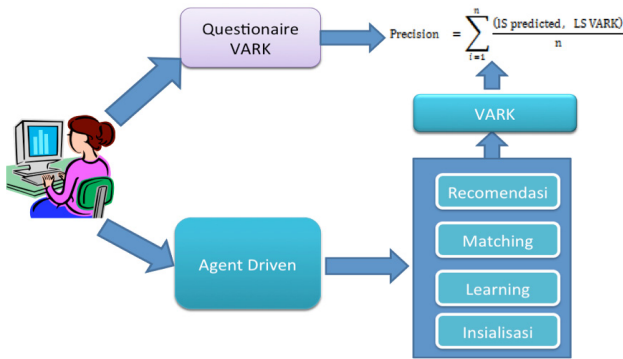 Questionaire
VARK
Precision = n ∑ i=1 (IS predicted, LS VARK) / n
VARK
Recomendasi
Matching
Agent Driven
Learning
Insialisasi